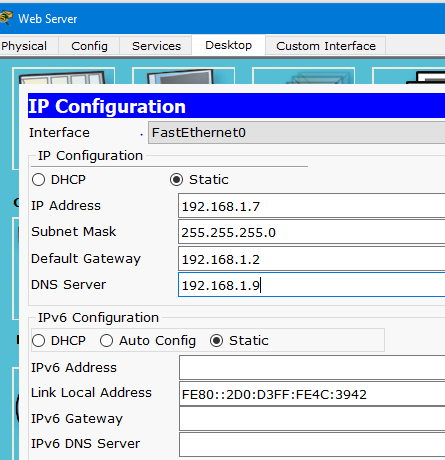 Web Server
Physical Config Services Desktop Custom Interface
IP Configuration
Interface FastEthernet0
IP Configuration
DHCP Static
IP Address 192.168.1.7
Subnet Mask 255.255.255.0
Default Gateway 192.168.1.2
DNS Server 192.168.1.9
IPv6 Configuration
DHCP Auto Config Static
IPv6 Address
Link Local Address FE80::2D0:D3FF:FE4C:3942
IPv6 Gateway
IPv6 DNS Server